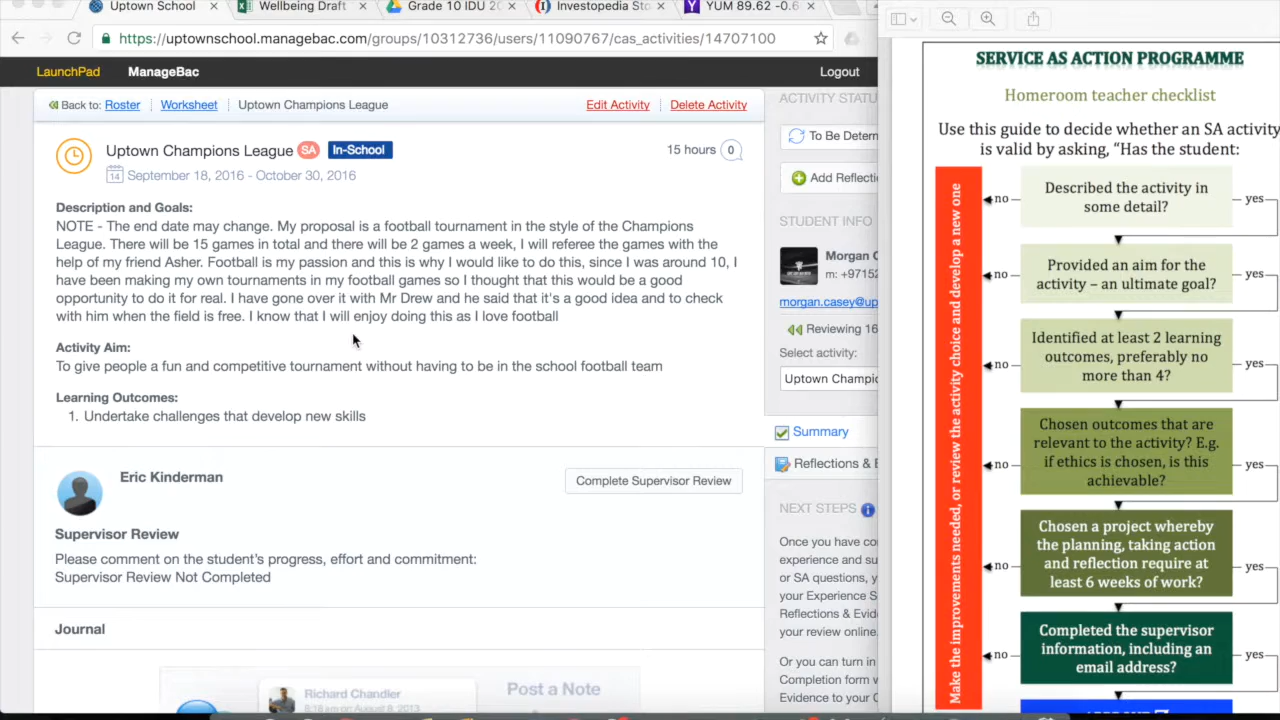 Uptown School
Wellbeing Draft
Grade 10 IDU 20
Investopedia Sto
YUM 89.62 -0.6
https://uptownschool.managebac.com/groups/10312736/users/11090767/cas_activities/14707100
LaunchPad ManageBac Logout
Back to: Roster Worksheet Uptown Champions League Edit Activity Delete Activity
Uptown Champions League SA In-School 15 hours 0
14 September 18, 2016 - October 30, 2016
Description and Goals:
NOTE - The end date may change. My proposal is a football tournament in the style of the Champions
League. There will be 15 games in total and there will be 2 games a week, I will referee the games with the
help of my friend Asher. Football is my passion and this is why I would like to do this, since I was around 10, I
have been making my own tournaments in my football games so I thought that this would be a good
opportunity to do it for real. I have gone over it with Mr Drew and he said that it's a good idea and to check
with him when the field is free. I know that I will enjoy doing this as I love football
Activity Aim:
To give people a fun and competitive tournament without having to be in the school football team
Learning Outcomes:
1. Undertake challenges that develop new skills
Eric Kinderman
Complete Supervisor Review
Supervisor Review
Please comment on the student's progress, effort and commitment:
Supervisor Review Not Completed
Journal
Richard Chandler
Post a Note
ACTIVITY STATU
To Be Determ
Add Reflecti
STUDENT INFO
Morgan C
m: +97152
morgan.casey@up
Reviewing 16
Select activity:
Uptown Champic
Summary
Reflections & E
NEXT STEPS
Once you have co
experience and su
or SA questions, y
your Experience S
Reflections & Evid
your review online.
Or you can turn in
Completion form w
Evidence to your C
SERVICE AS ACTION PROGRAMME
Homeroom teacher checklist
Use this guide to decide whether an SA activity
is valid by asking, “Has the student:
Make the improvements needed, or review the activity choice and develop a new one
Described the activity in
some detail?
no
yes
Provided an aim for the
activity – an ultimate goal?
no
yes
Identified at least 2 learning
outcomes, preferably no
more than 4?
no
yes
Chosen outcomes that are
relevant to the activity? E.g.
if ethics is chosen, is this
achievable?
no
yes
Chosen a project whereby
the planning, taking action
and reflection require at
least 6 weeks of work?
no
yes
Completed the supervisor
information, including an
email address?
no
yes